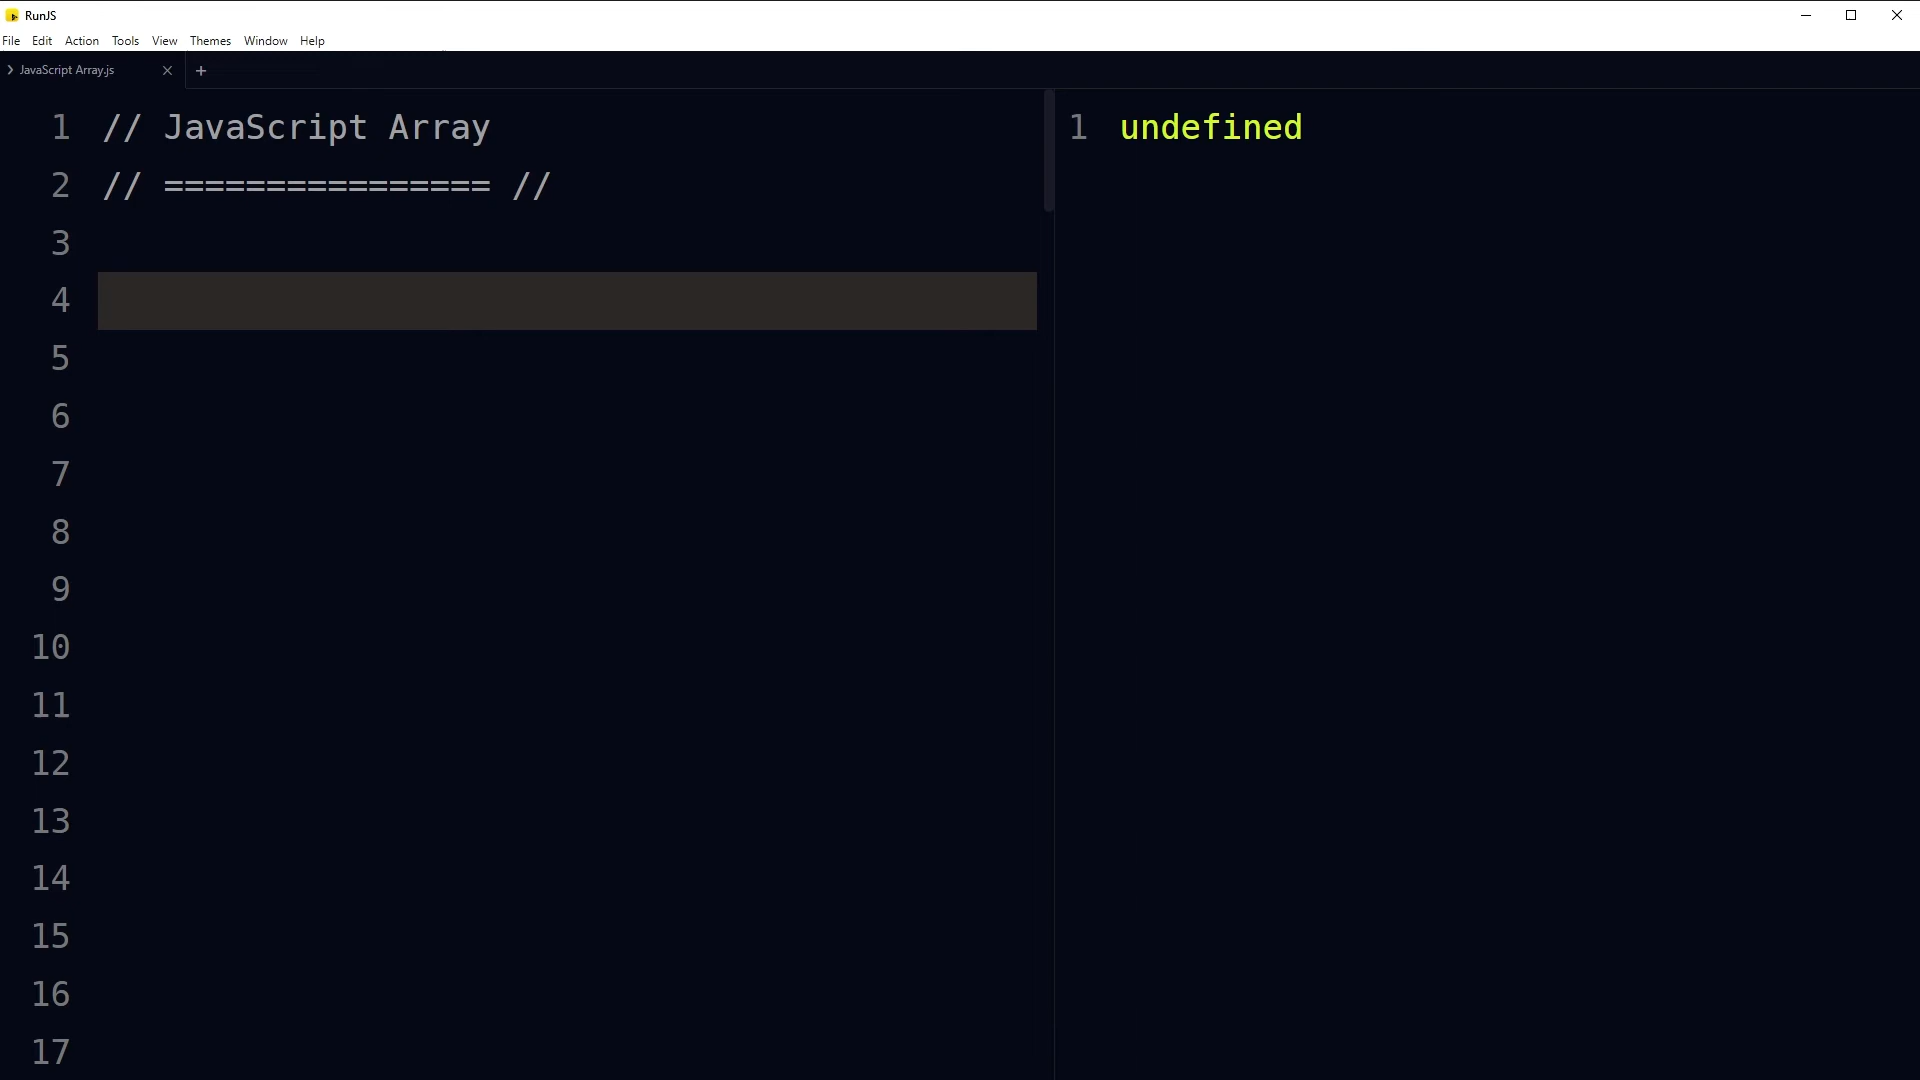 RunJS
File Edit Action Tools View Themes Window Help
JavaScript Array.js
1 // JavaScript Array
2 // ================ //
3
4
5
6
7
8
9
10
11
12
13
14
15
16
17
1 undefined